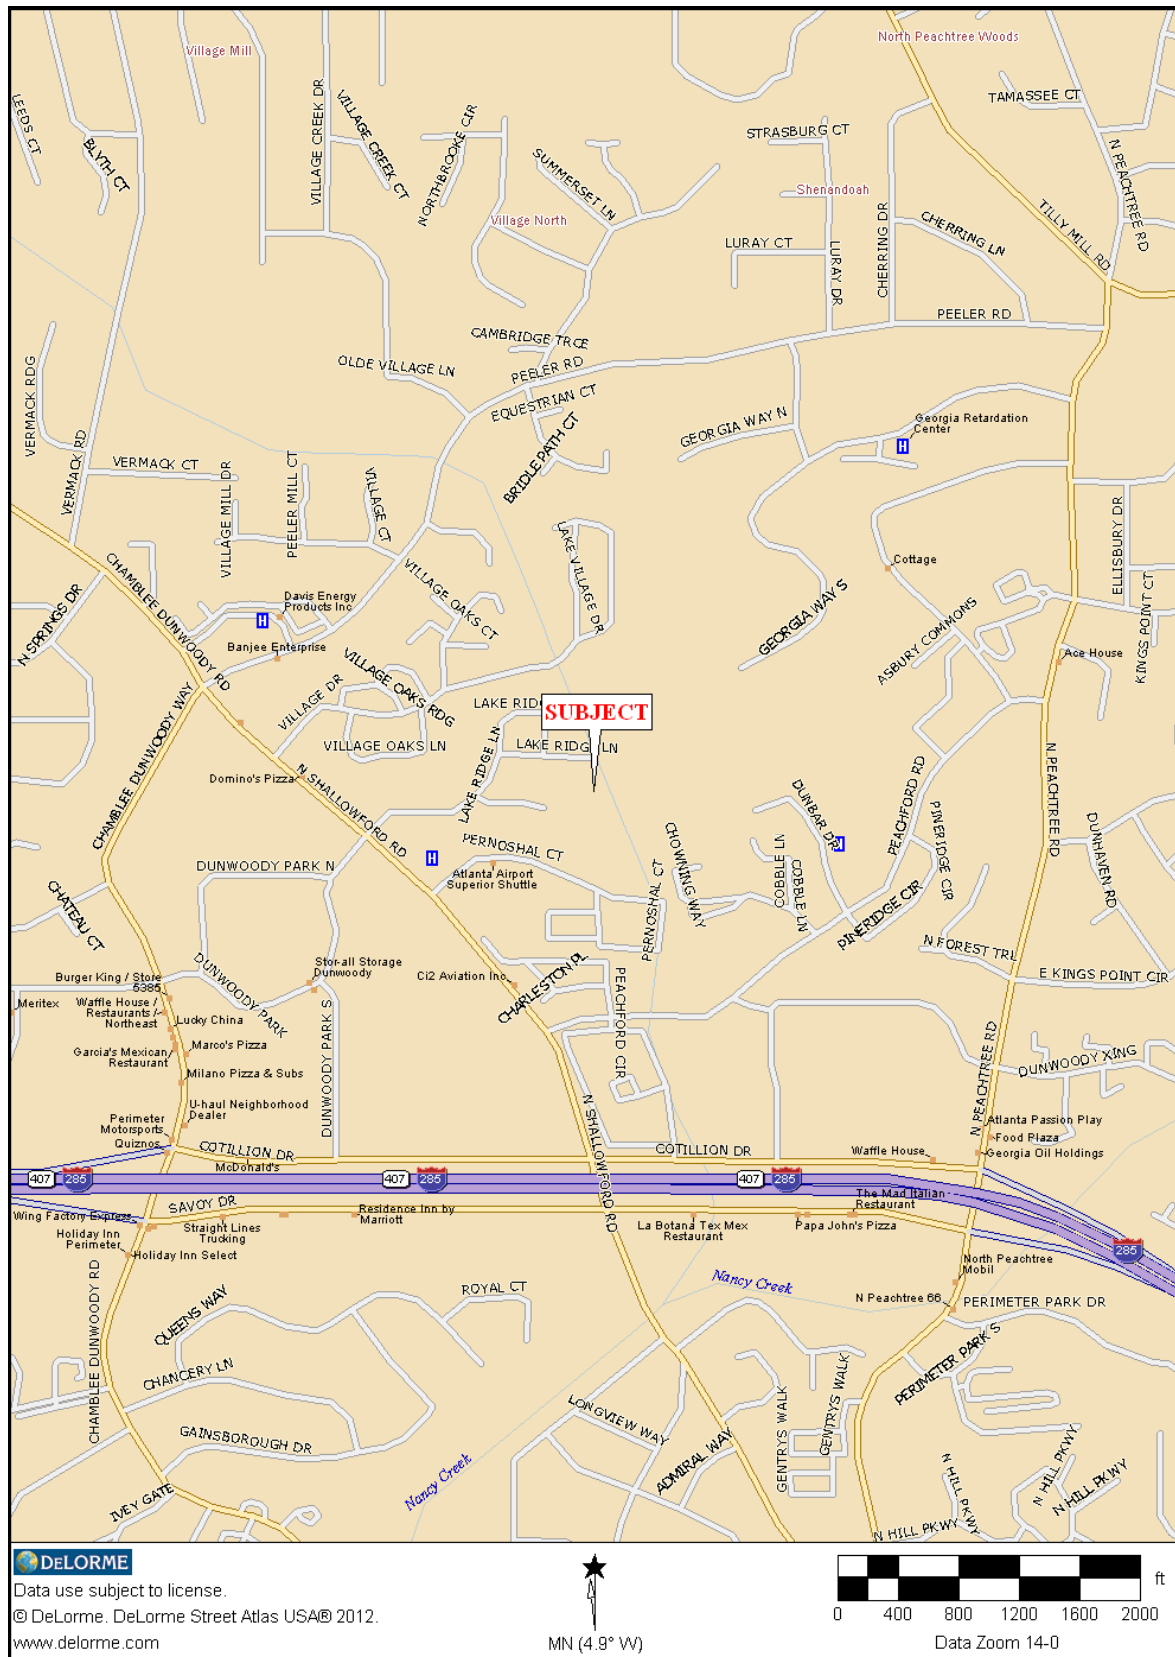 Village Mill
North Peachtree Woods
LEEDS CT
BLYTH CT
VILLAGE CREEK DR
VILLAGE CREEK CT
NORTHBROOKE CIR
SUMMERSET LN
STRASBURG CT
TAMASSEE CT
N PEACHTREE RD
Village North
Shenandoah
LURAY CT
LURAY DR
CHERRING DR
CHERRING LN
TILLY MILL RD
PEELER RD
CAMBRIDGE TRCE
OLDE VILLAGE LN
PEELER RD
EQUESTRIAN CT
BRIDLE PATH CT
GEORGIA WAY N
Georgia Retardation
Center
H
VERMACK RDG
VERMACK RD
VERMACK CT
VILLAGE MILL DR
PEELER MILL CT
VILLAGE CT
LAKE VILLAGE DR
ELLISBURY DR
KINGS POINT CT
Cottage
CHAMBLEE DUNWOODY RD
N SPRINGS DR
Davis Energy
Products Inc
H
Banjee Enterprise
VILLAGE OAKS CT
GEORGIA WAY S
ASBURY COMMONS
Ace House
VILLAGE DR
VILLAGE OAKS RDG
VILLAGE OAKS LN
LAKE RIDG
SUBJECT
LAKE RIDG LN
LAKE RIDGE LN
CHAMBLEE DUNWOODY WAY
Domino's Pizza
N SHALLOWFORD RD
DUNWOODY PARK N
H
PERNOSHAL CT
Atlanta Airport
Superior Shuttle
PERNOSHAL CT
CHOWNING WAY
COBBLE LN
COBBLE LN
DUNBAR DR
H
PEACHFORD RD
PINERIDGE CIR
PINERIDGE CIR
N PEACHTREE RD
DUNHAVEN RD
N FOREST TRL
E KINGS POINT CIR
CHATEAU CT
DUNWOODY PARK
Stor-all Storage
Dunwoody
Ci2 Aviation Inc
CHARLESTON PL
PEACHFORD CIR
Burger King / Store
5385
Meritex
Waffle House /
Restaurants /
Northeast
Lucky China
Garcia's Mexican
Restaurant
Marco's Pizza
Milano Pizza & Subs
U-haul Neighborhood
Dealer
DUNWOODY PARK S
Perimeter
Motorsports
Quiznos
N PEACHTREE RD
DUNWOODY XING
Atlanta Passion Play
Food Plaza
Georgia Oil Holdings
COTILLION DR
McDonald's
N SHALLOWFORD RD
COTILLION DR
Waffle House
407 285
407 285
407 285
285
SAVOY DR
Wing Factory Express
Holiday Inn
Perimeter
Holiday Inn Select
Straight Lines
Trucking
Residence Inn by
Marriott
La Botana Tex Mex
Restaurant
Papa John's Pizza
The Mad Italian
Restaurant
North Peachtree
Mobil
N Peachtree 66
PERIMETER PARK DR
PERIMETER PARK S
Nancy Creek
CHAMBLEE DUNWOODY RD
QUEENS WAY
ROYAL CT
CHANCERY LN
GAINSBOROUGH DR
IVEY GATE
Nancy Creek
LONGVIEW WAY
ADMIRAL WAY
GENTRYS WALK
GENTRYS WALK
N HILL PKWY
N HILL PKWY
N HILL PKWY
N HILL PKWY
DELORME
Data use subject to license.
© DeLorme. DeLorme Street Atlas USA® 2012.
www.delorme.com
MN (4.9° W)
ft
0 400 800 1200 1600 2000
Data Zoom 14-0